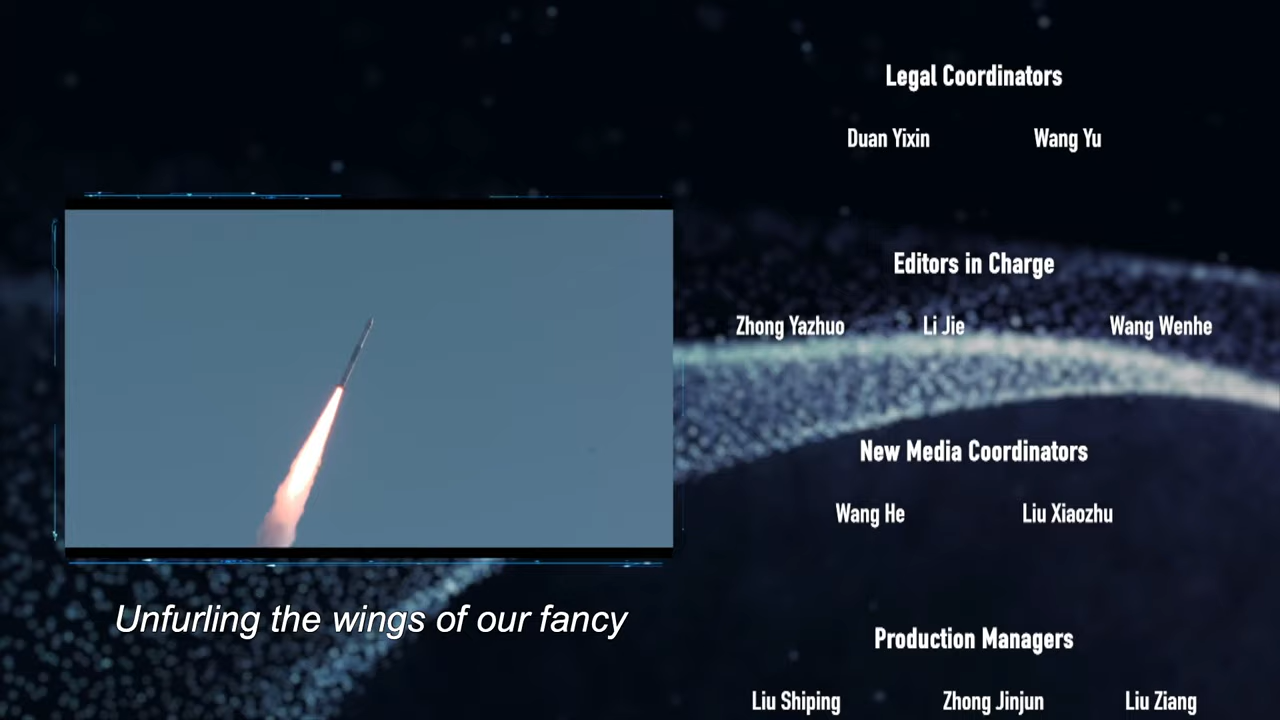 Legal Coordinators
Duan Yixin Wang Yu
Editors in Charge
Zhong Yazhuo Li Jie Wang Wenhe
New Media Coordinators
Wang He Liu Xiaozhu
Production Managers
Liu Shiping Zhong Jinjun Liu Ziang
Unfurling the wings of our fancy